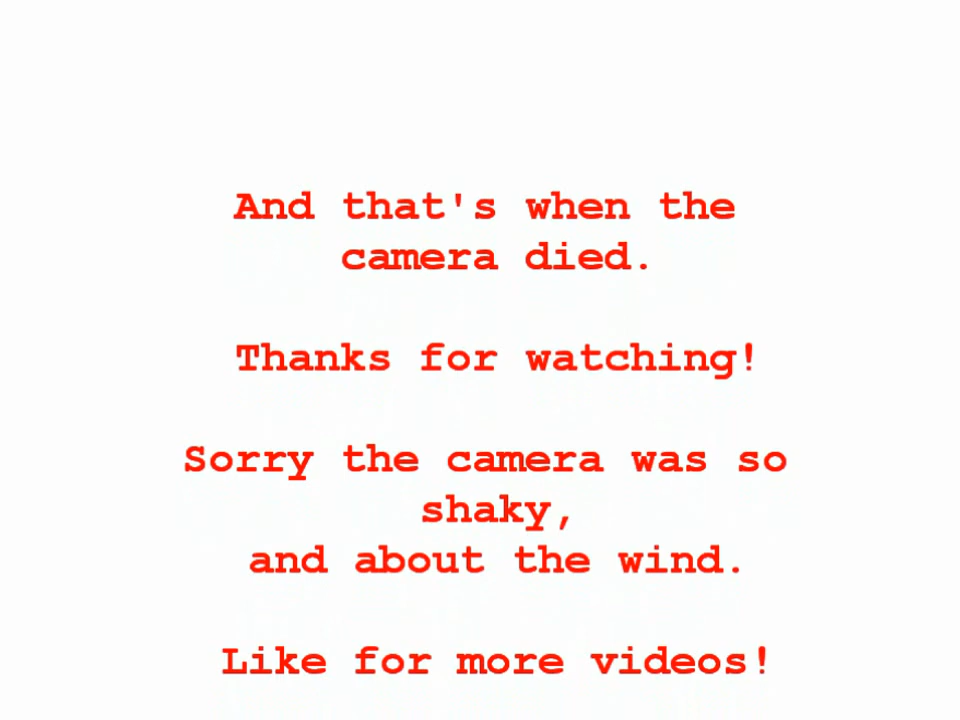 And that's when the
camera died.
Thanks for watching!
Sorry the camera was so
shaky,
and about the wind.
Like for more videos!